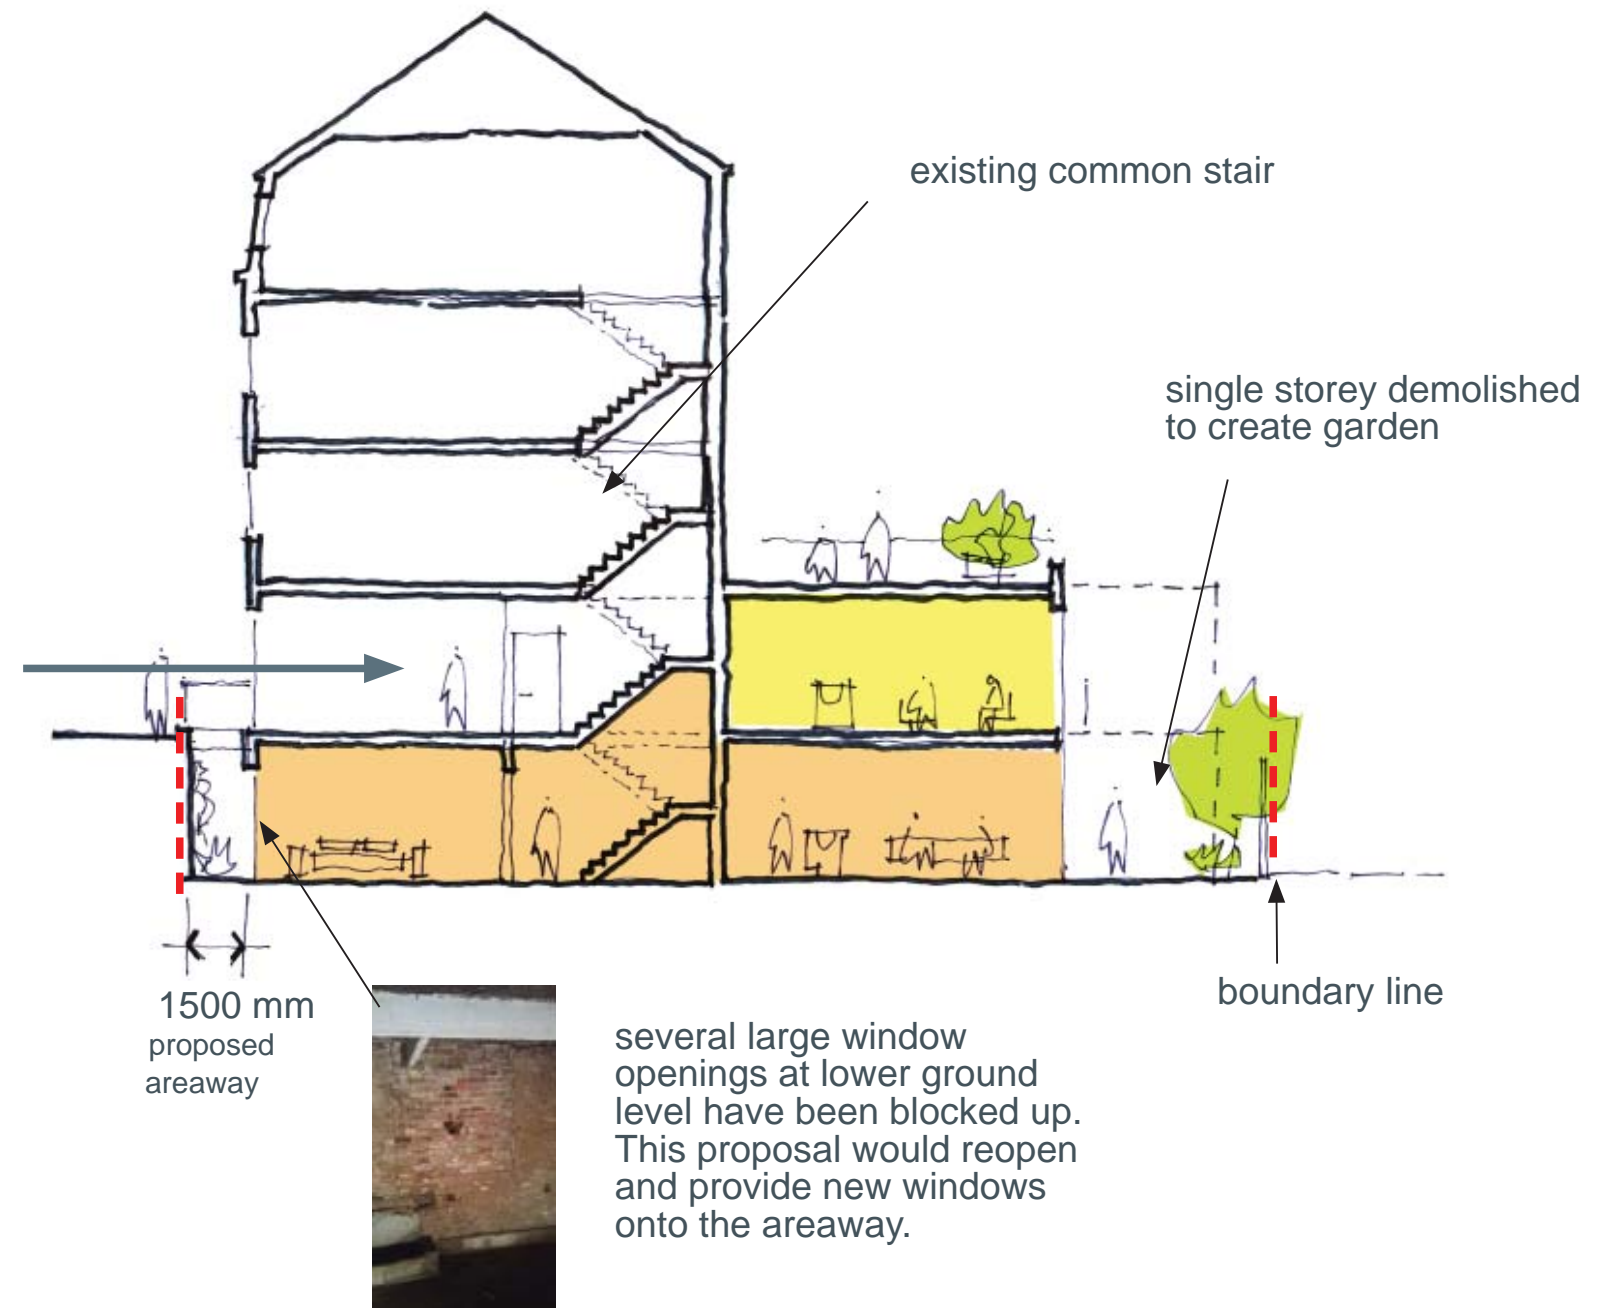 existing common stair
single storey demolished
to create garden
boundary line
1500 mm
proposed
areaway
several large window
openings at lower ground
level have been blocked up.
This proposal would reopen
and provide new windows
onto the areaway.